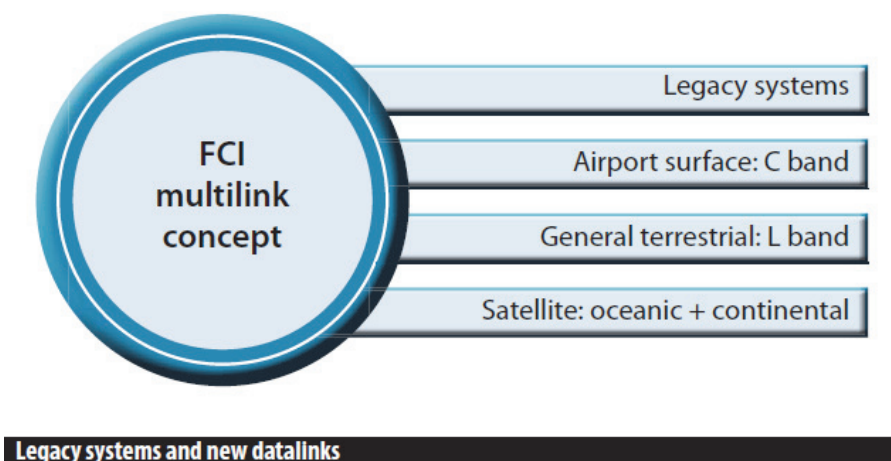 FCI
multilink
concept
Legacy systems
Airport surface: C band
General terrestrial: L band
Satellite: oceanic + continental
Legacy systems and new datalinks